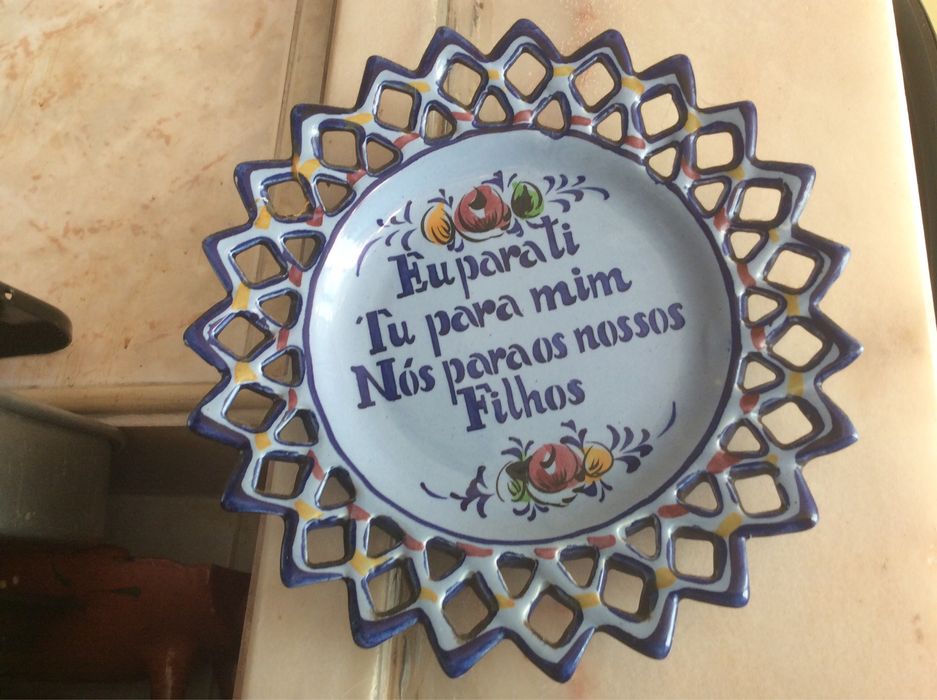 Eu para ti
Tu para mim
Nós para os nossos
Filhos